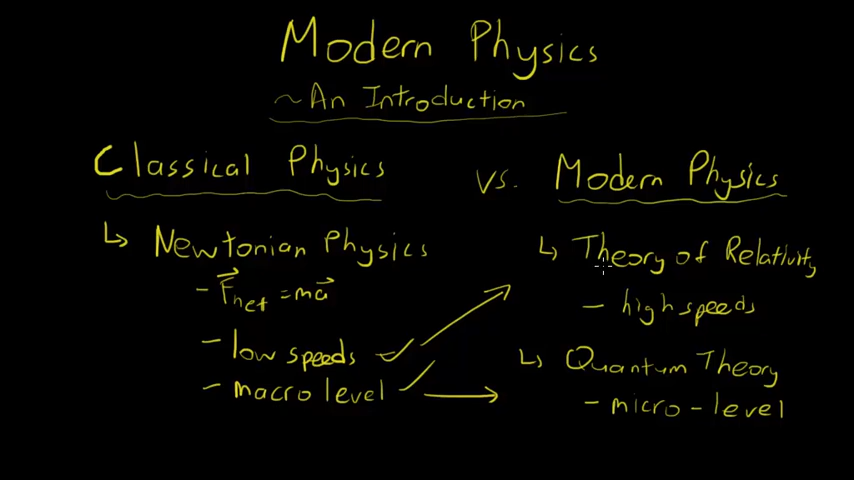 Modern Physics
~An Introduction
Classical Physics vs. Modern Physics
↳ Newtonian Physics
- F⃗net = ma⃗
- low speeds
- macro level
↳ Theory of Relativity
- high speeds
↳ Quantum Theory
- micro-level